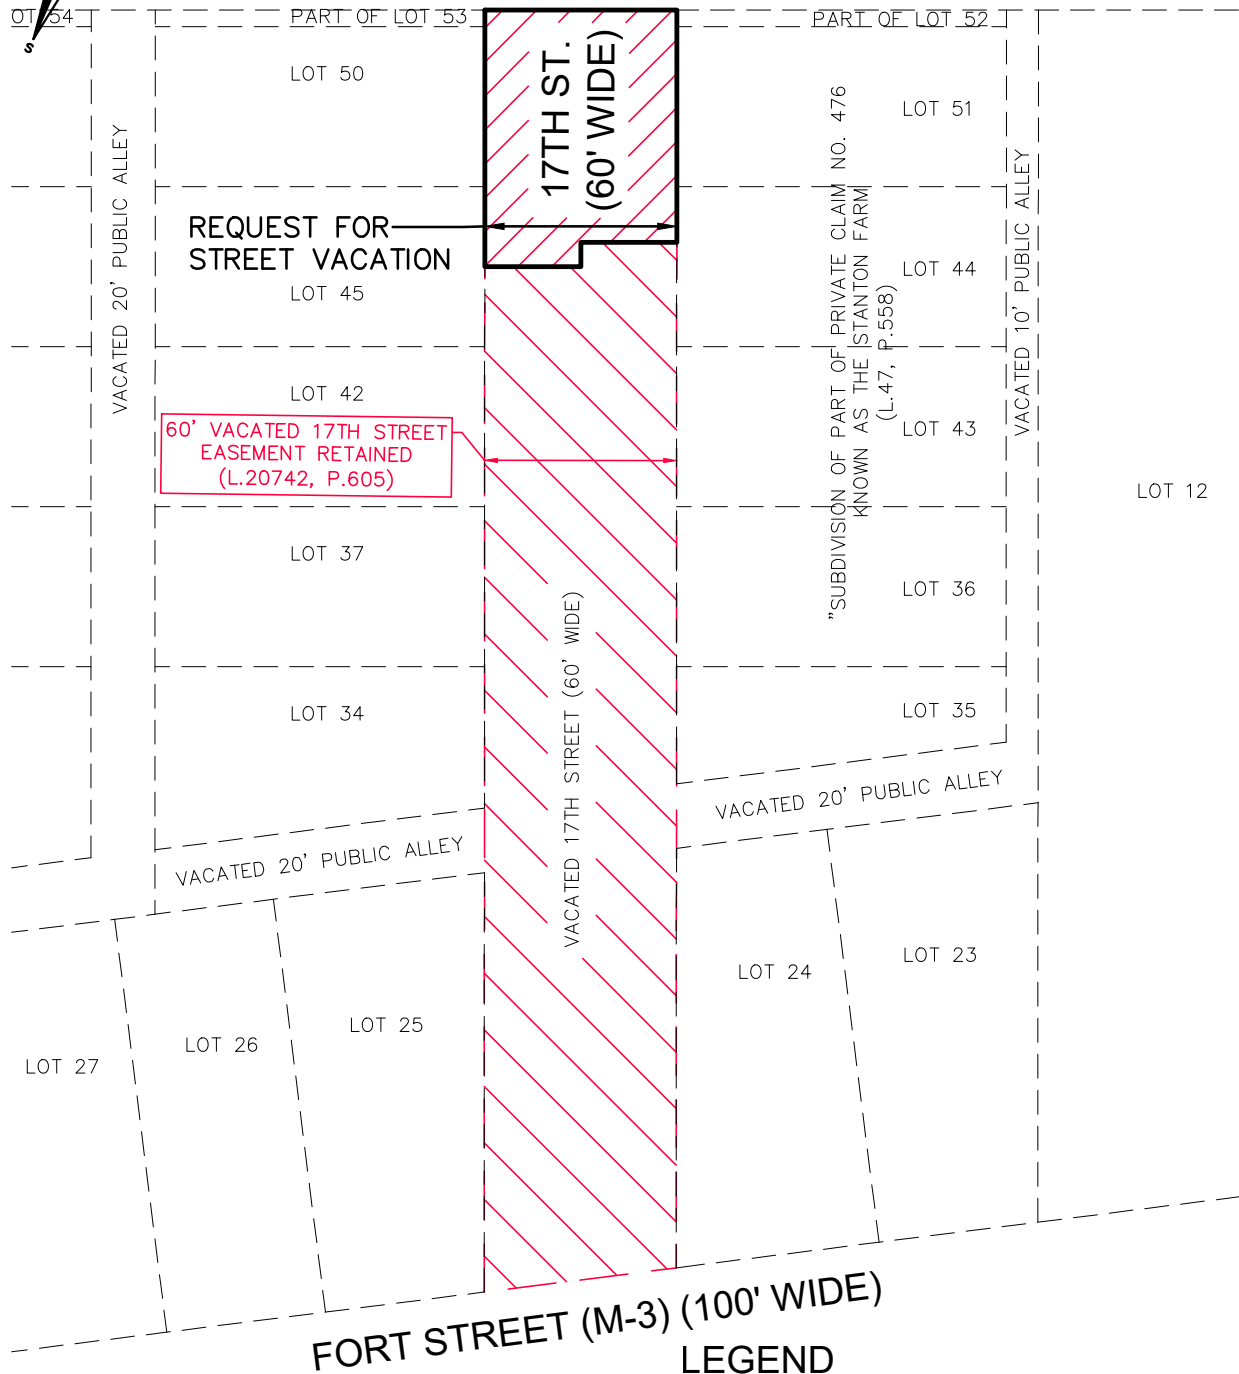 OT 54
PART OF LOT 53
PART OF LOT 52
S
LOT 50
17TH ST.
(60' WIDE)
LOT 51
VACATED 20' PUBLIC ALLEY
REQUEST FOR
STREET VACATION
"SUBDIVISION OF PART OF PRIVATE CLAIM NO. 476
KNOWN AS THE STANTON FARM
(L.47, P.558)
VACATED 10' PUBLIC ALLEY
LOT 45
LOT 44
LOT 42
60' VACATED 17TH STREET
EASEMENT RETAINED
(L.20742, P.605)
LOT 43
LOT 12
LOT 37
LOT 36
VACATED 17TH STREET (60' WIDE)
LOT 34
LOT 35
VACATED 20' PUBLIC ALLEY
VACATED 20' PUBLIC ALLEY
LOT 27
LOT 26
LOT 25
LOT 24
LOT 23
FORT STREET (M-3) (100' WIDE)
LEGEND